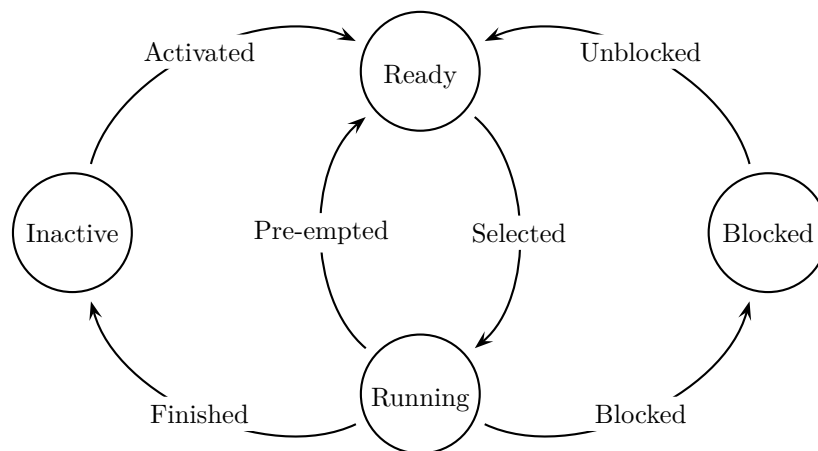 Activated
Unblocked
Ready
Inactive
Pre-empted
Selected
Blocked
Running
Finished
Blocked